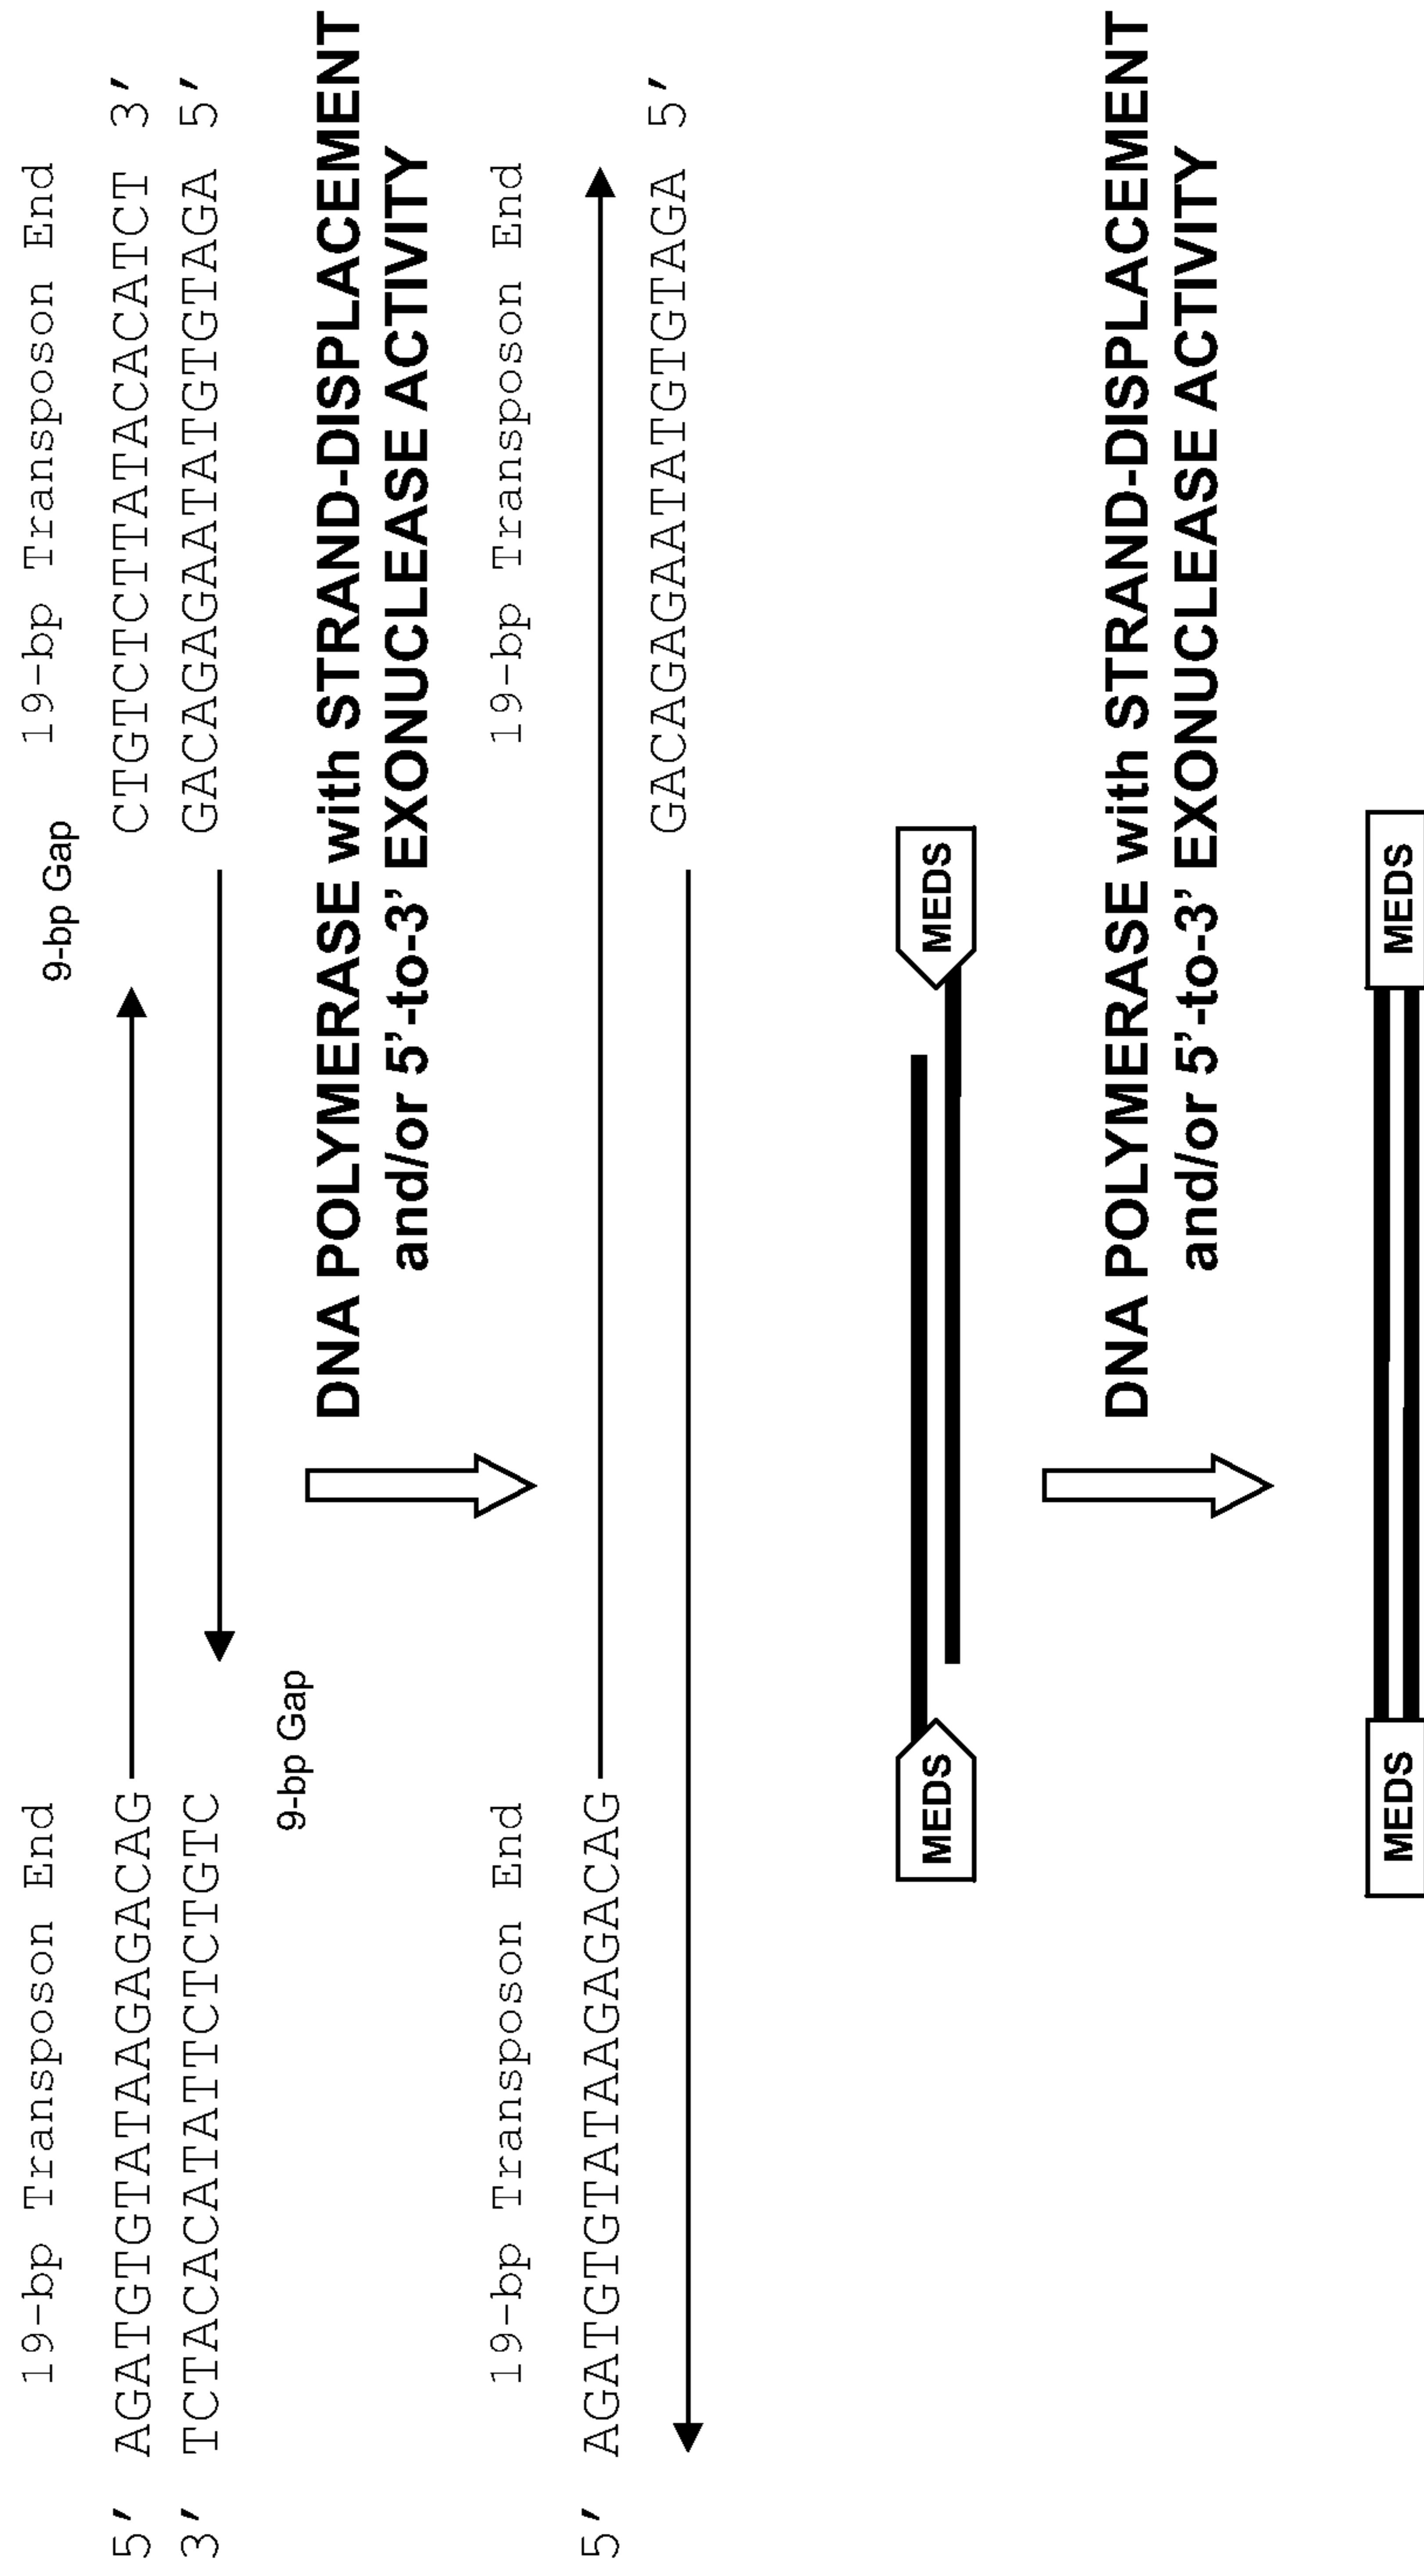 19-bp Transposon End 19-bp Transposon End
9-bp Gap
5’ AGATGTGTATAAGAGACAG CTGTCTCTTATACACATCT 3’
3’ TCTACACATATTCTCTGTC GACAGAGAATATGTGTAGA 5’
9-bp Gap
DNA POLYMERASE with STRAND-DISPLACEMENT
and/or 5’-to-3’ EXONUCLEASE ACTIVITY
19-bp Transposon End 19-bp Transposon End
5’ AGATGTGTATAAGAGACAG
GACAGAGAATATGTGTAGA 5’
MEDS MEDS
DNA POLYMERASE with STRAND-DISPLACEMENT
and/or 5’-to-3’ EXONUCLEASE ACTIVITY
MEDS MEDS